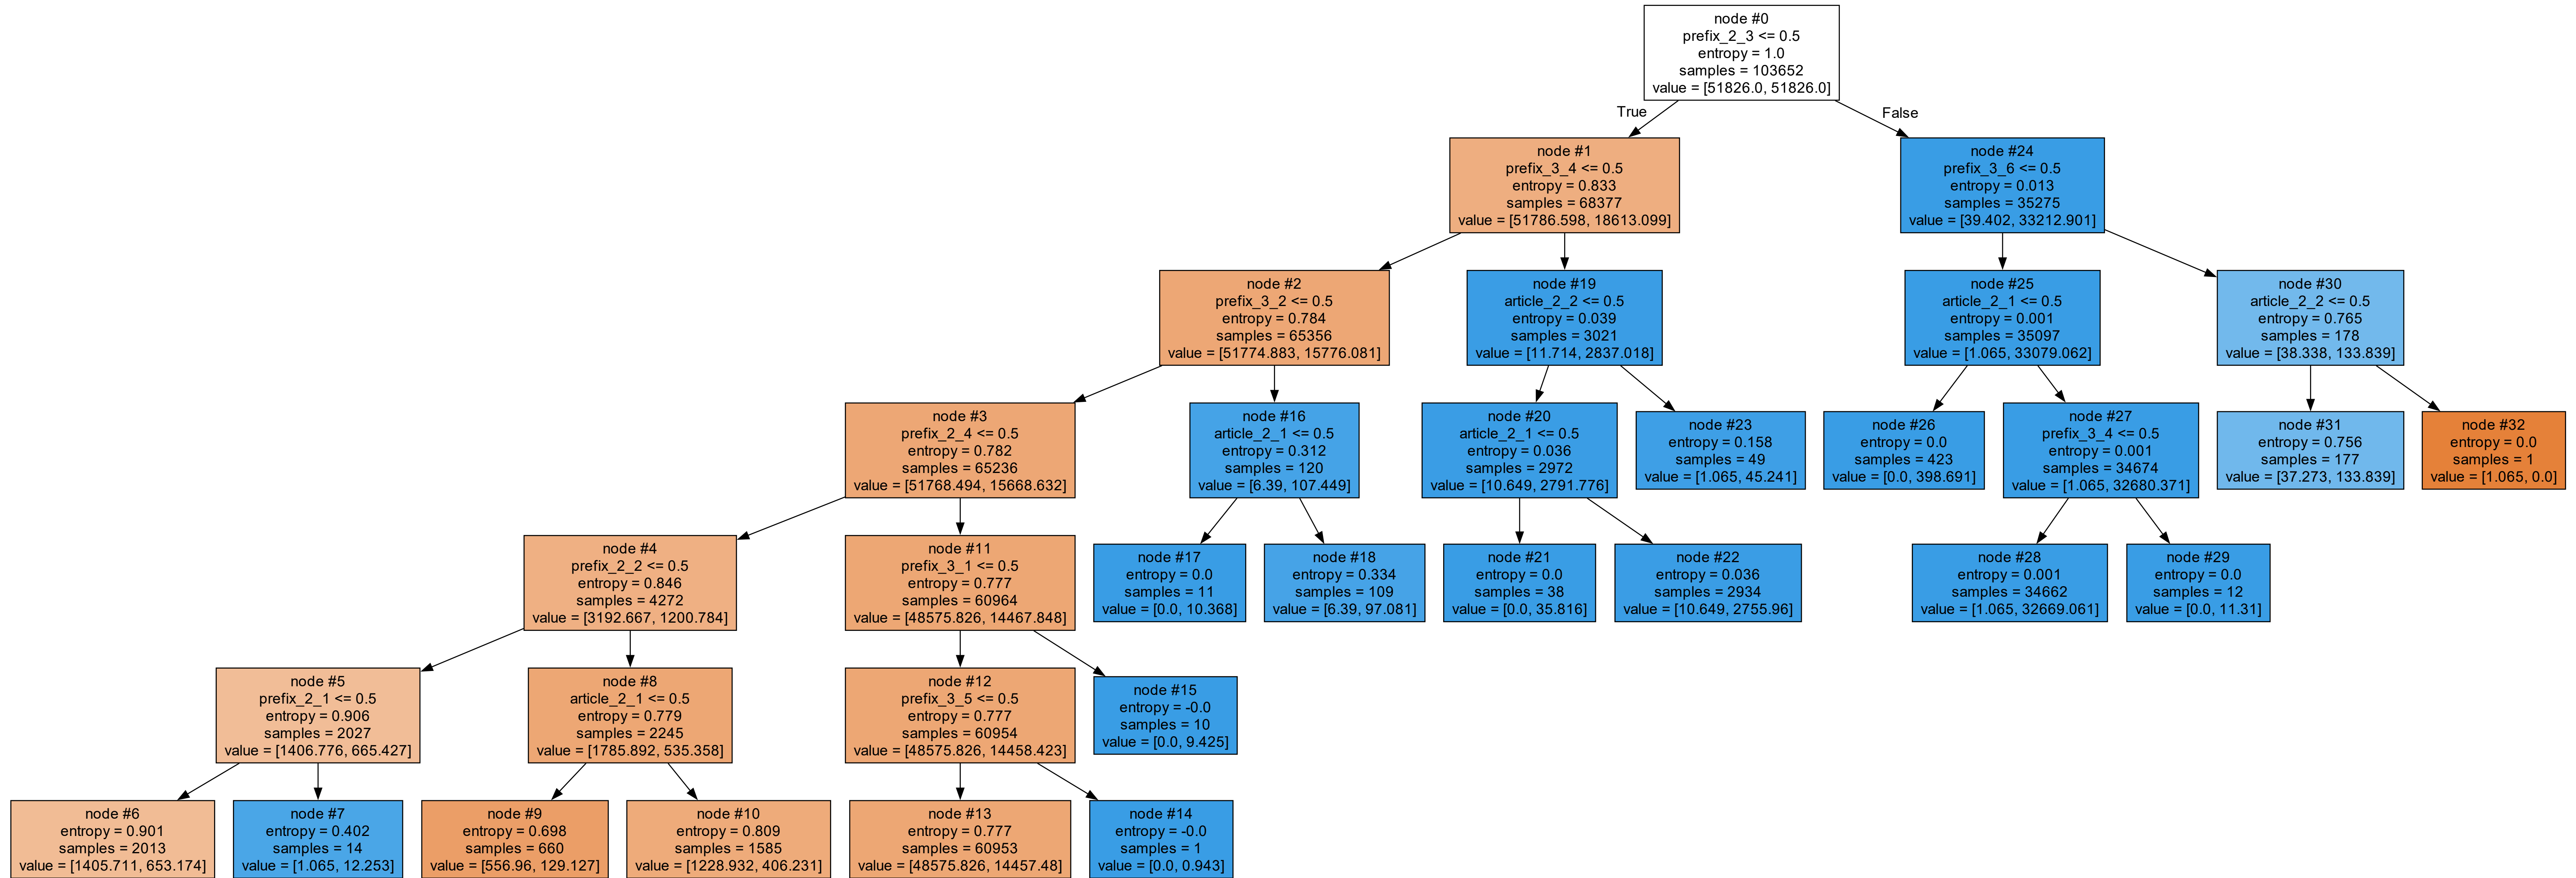 node #0
prefix_2_3 <= 0.5
entropy = 1.0
samples = 103652
value = [51826.0, 51826.0]
True
False
node #1
prefix_3_4 <= 0.5
entropy = 0.833
samples = 68377
value = [51786.598, 18613.099]
node #24
prefix_3_6 <= 0.5
entropy = 0.013
samples = 35275
value = [39.402, 33212.901]
node #2
prefix_3_2 <= 0.5
entropy = 0.784
samples = 65356
value = [51774.883, 15776.081]
node #19
article_2_2 <= 0.5
entropy = 0.039
samples = 3021
value = [11.714, 2837.018]
node #25
article_2_1 <= 0.5
entropy = 0.001
samples = 35097
value = [1.065, 33079.062]
node #30
article_2_2 <= 0.5
entropy = 0.765
samples = 178
value = [38.338, 133.839]
node #3
prefix_2_4 <= 0.5
entropy = 0.782
samples = 65236
value = [51768.494, 15668.632]
node #16
article_2_1 <= 0.5
entropy = 0.312
samples = 120
value = [6.39, 107.449]
node #20
article_2_1 <= 0.5
entropy = 0.036
samples = 2972
value = [10.649, 2791.776]
node #23
entropy = 0.158
samples = 49
value = [1.065, 45.241]
node #26
entropy = 0.0
samples = 423
value = [0.0, 398.691]
node #27
prefix_3_4 <= 0.5
entropy = 0.001
samples = 34674
value = [1.065, 32680.371]
node #31
entropy = 0.756
samples = 177
value = [37.273, 133.839]
node #32
entropy = 0.0
samples = 1
value = [1.065, 0.0]
node #4
prefix_2_2 <= 0.5
entropy = 0.846
samples = 4272
value = [3192.667, 1200.784]
node #11
prefix_3_1 <= 0.5
entropy = 0.777
samples = 60964
value = [48575.826, 14467.848]
node #17
entropy = 0.0
samples = 11
value = [0.0, 10.368]
node #18
entropy = 0.334
samples = 109
value = [6.39, 97.081]
node #21
entropy = 0.0
samples = 38
value = [0.0, 35.816]
node #22
entropy = 0.036
samples = 2934
value = [10.649, 2755.96]
node #28
entropy = 0.001
samples = 34662
value = [1.065, 32669.061]
node #29
entropy = 0.0
samples = 12
value = [0.0, 11.31]
node #5
prefix_2_1 <= 0.5
entropy = 0.906
samples = 2027
value = [1406.776, 665.427]
node #8
article_2_1 <= 0.5
entropy = 0.779
samples = 2245
value = [1785.892, 535.358]
node #12
prefix_3_5 <= 0.5
entropy = 0.777
samples = 60954
value = [48575.826, 14458.423]
node #15
entropy = -0.0
samples = 10
value = [0.0, 9.425]
node #6
entropy = 0.901
samples = 2013
value = [1405.711, 653.174]
node #7
entropy = 0.402
samples = 14
value = [1.065, 12.253]
node #9
entropy = 0.698
samples = 660
value = [556.96, 129.127]
node #10
entropy = 0.809
samples = 1585
value = [1228.932, 406.231]
node #13
entropy = 0.777
samples = 60953
value = [48575.826, 14457.48]
node #14
entropy = -0.0
samples = 1
value = [0.0, 0.943]